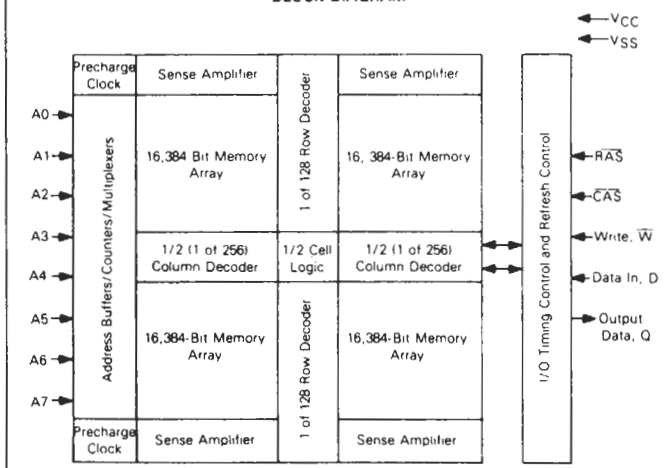 VCC
VSS
Precharge
Clock
Sense Amplifier
1 of 128 Row Decoder
Sense Amplifier
A0
A1
A2
A3
A4
A5
A6
A7
Address Buffers/Counters/Multiplexers
16,384 Bit Memory
Array
16, 384-Bit Memory
Array
1/2 (1 of 256)
Column Decoder
1/2 Cell
Logic
1/2 (1 of 256)
Column Decoder
16,384-Bit Memory
Array
1 of 128 Row Decoder
16,384-Bit Memory
Array
Precharge
Clock
Sense Amplifier
Sense Amplifier
I/O Timing Control and Refresh Control
R̅A̅S̅
C̅A̅S̅
Write, W̅
Data In, D
Output
Data, Q